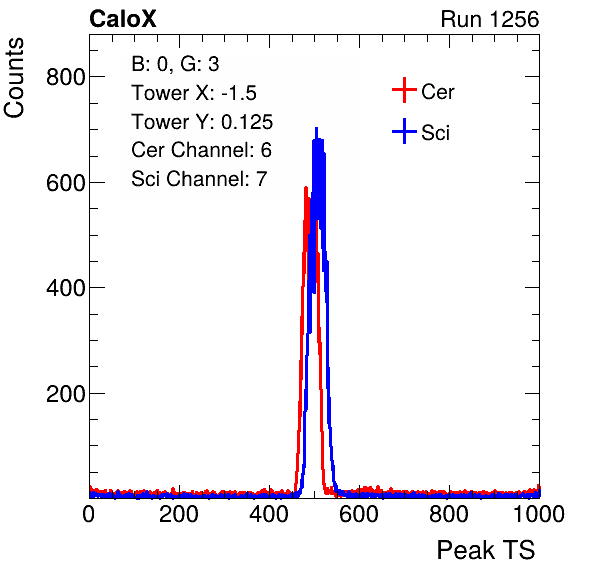 CaloX Run 1256
Counts
B: 0, G: 3
Tower X: -1.5
Tower Y: 0.125
Cer Channel: 6
Sci Channel: 7
Cer
Sci
800
600
400
200
0 200 400 600 800 1000
Peak TS